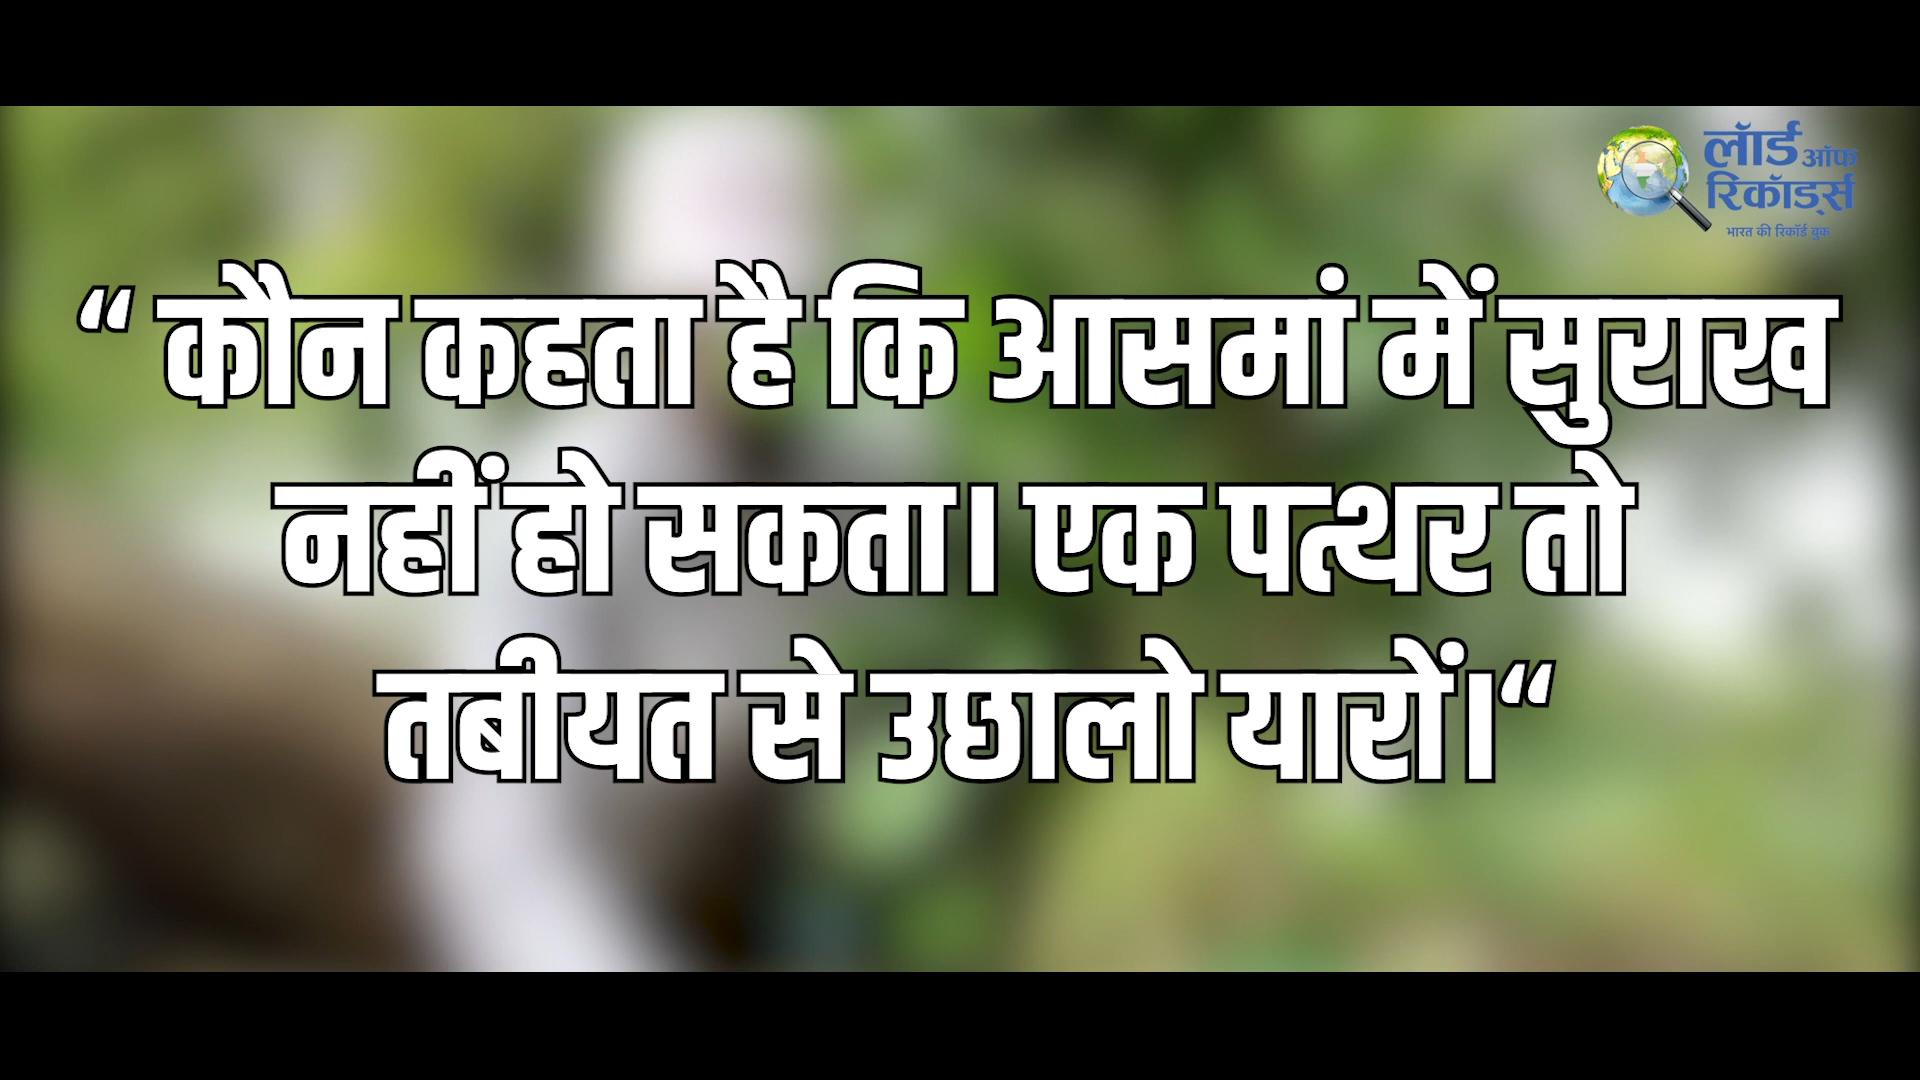 लॉर्ड ऑफ
रिकॉर्ड्स
भारत की रिकॉर्ड बुक
“ कौन कहता है कि आसमां में सुराख
नहीं हो सकता। एक पत्थर तो
तबीयत से उछालो यारों।“